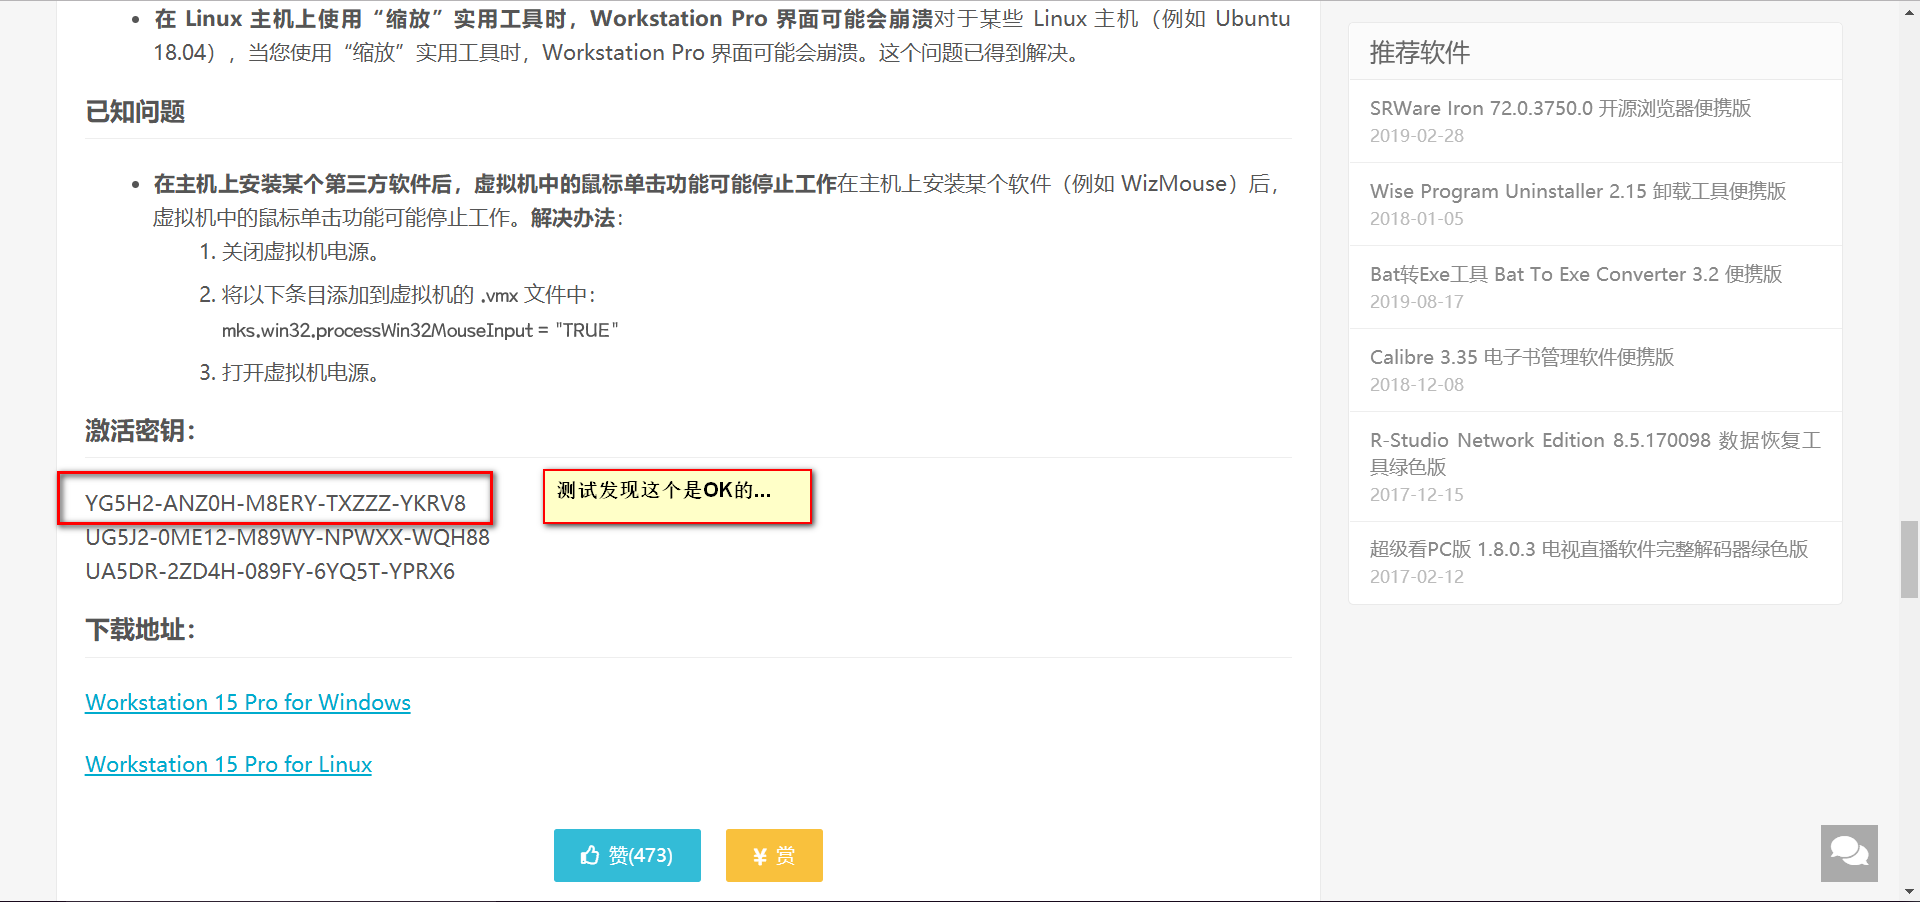 • 在 Linux 主机上使用“缩放”实用工具时，Workstation Pro 界面可能会崩溃对于某些 Linux 主机（例如 Ubuntu
18.04），当您使用“缩放”实用工具时，Workstation Pro 界面可能会崩溃。这个问题已得到解决。
已知问题
• 在主机上安装某个第三方软件后，虚拟机中的鼠标单击功能可能停止工作在主机上安装某个软件（例如 WizMouse）后，
虚拟机中的鼠标单击功能可能停止工作。解决办法：
1. 关闭虚拟机电源。
2. 将以下条目添加到虚拟机的 .vmx 文件中：
mks.win32.processWin32MouseInput = "TRUE"
3. 打开虚拟机电源。
激活密钥：
YG5H2-ANZ0H-M8ERY-TXZZZ-YKRV8
测试发现这个是OK的...
UG5J2-0ME12-M89WY-NPWXX-WQH88
UA5DR-2ZD4H-089FY-6YQ5T-YPRX6
下载地址：
Workstation 15 Pro for Windows
Workstation 15 Pro for Linux
赞(473)
¥ 赏
推荐软件
SRWare Iron 72.0.3750.0 开源浏览器便携版
2019-02-28
Wise Program Uninstaller 2.15 卸载工具便携版
2018-01-05
Bat转Exe工具 Bat To Exe Converter 3.2 便携版
2019-08-17
Calibre 3.35 电子书管理软件便携版
2018-12-08
R-Studio Network Edition 8.5.170098 数据恢复工
具绿色版
2017-12-15
超级看PC版 1.8.0.3 电视直播软件完整解码器绿色版
2017-02-12